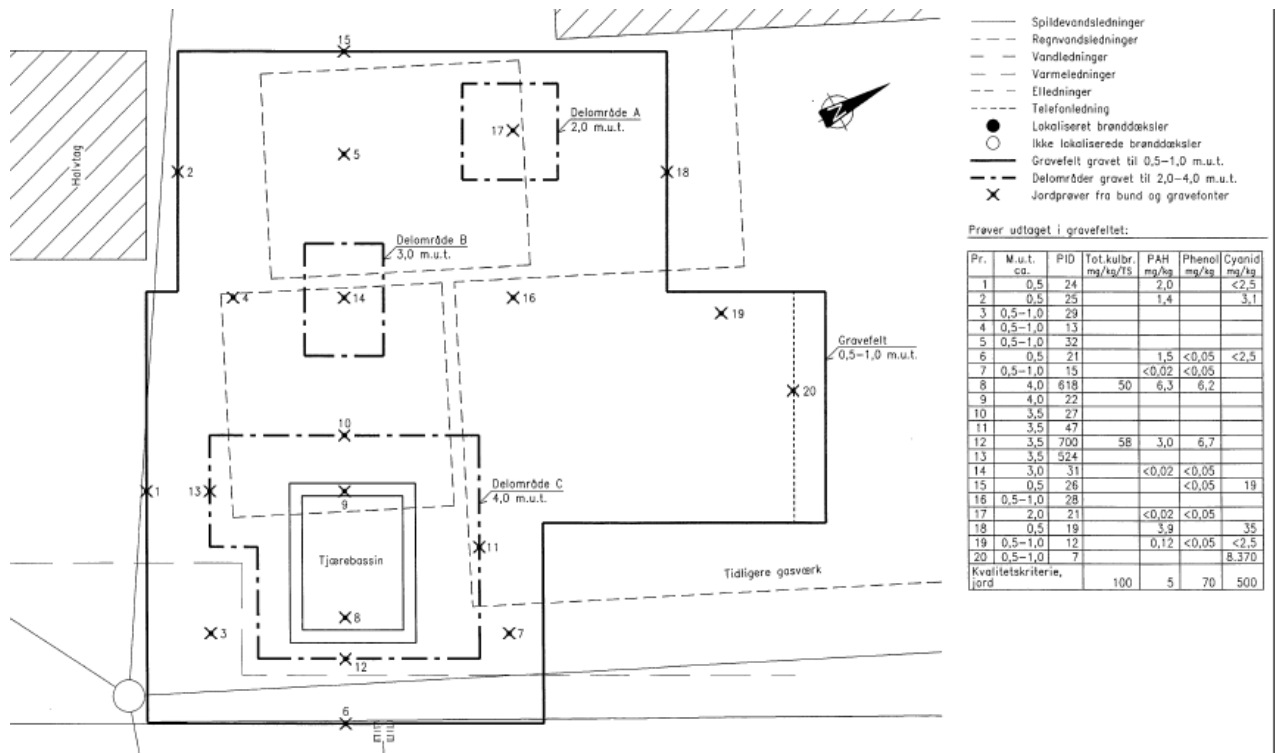 Spildevandsledninger
Regnvandsledninger
Vandledninger
Varmeledninger
Elledninger
Telefonledning
Lokaliseret brønddæksler
Ikke lokaliserede brønddæksler
Gravefelt gravet til 0,5-1,0 m.u.t.
Delområder gravet til 2,0-4,0 m.u.t.
Jordprøver fra bund og gravefonter
Prøver udtaget i gravefeltet:
Pr. M.u.t. ca. PID Tot.kulbr. mg/kg/TS PAH mg/kg Phenol mg/kg Cyanid mg/kg
1 0,5 24 2,0 <2,5
2 0,5 25 1,4 3,1
3 0,5-1,0 29
4 0,5-1,0 13
5 0,5-1,0 32
6 0,5 21 1,5 <0,05 <2,5
7 0,5-1,0 15 <0,02 <0,05
8 4,0 618 50 6,3 6,2
9 4,0 22
10 3,5 27
11 3,5 47
12 3,5 700 58 3,0 6,7
13 3,5 524
14 3,0 31 <0,02 <0,05
15 0,5 26 <0,05 19
16 0,5-1,0 28
17 2,0 21 <0,02 <0,05
18 0,5 19 3,9 35
19 0,5-1,0 12 0,12 <0,05 <2,5
20 0,5-1,0 7 8.370
Kvalitetskriterie,
jord 100 5 70 500
15
Delområde A
2,0 m.u.t.
17
Halvtag
5
2
18
Delområde B
3,0 m.u.t.
4
14
16
19
Gravefelt
0,5-1,0 m.u.t.
20
10
Delområde C
4,0 m.u.t.
1
13
9
11
Tjærebassin
Tidligere gasværk
8
3
7
12
6
N